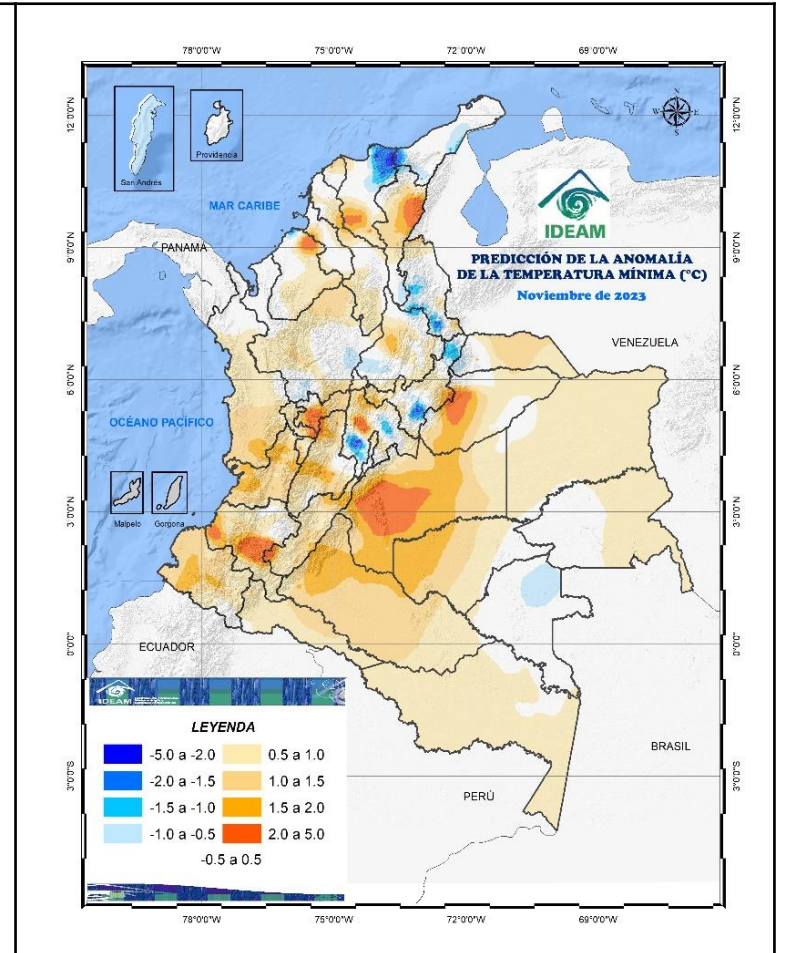 78°0'0"W 75°0'0"W 72°0'0"W 69°0'0"W
12°0'0"N 12°0'0"N
N
W E
S
San Andrés
Providencia
MAR CARIBE
IDEAM
9°0'0"N 9°0'0"N
PANAMÁ
PREDICCIÓN DE LA ANOMALÍA
DE LA TEMPERATURA MÍNIMA (°C)
Noviembre de 2023
VENEZUELA
6°0'0"N 6°0'0"N
OCÉANO PACÍFICO
3°0'0"N 3°0'0"N
Malpelo Gorgona
0°0'0" 0°0'0"
ECUADOR
IDEAM
LEYENDA
-5.0 a -2.0 0.5 a 1.0
-2.0 a -1.5 1.0 a 1.5
-1.5 a -1.0 1.5 a 2.0
-1.0 a -0.5 2.0 a 5.0
-0.5 a 0.5
BRASIL
3°0'0"S 3°0'0"S
PERÚ
78°0'0"W 75°0'0"W 72°0'0"W 69°0'0"W